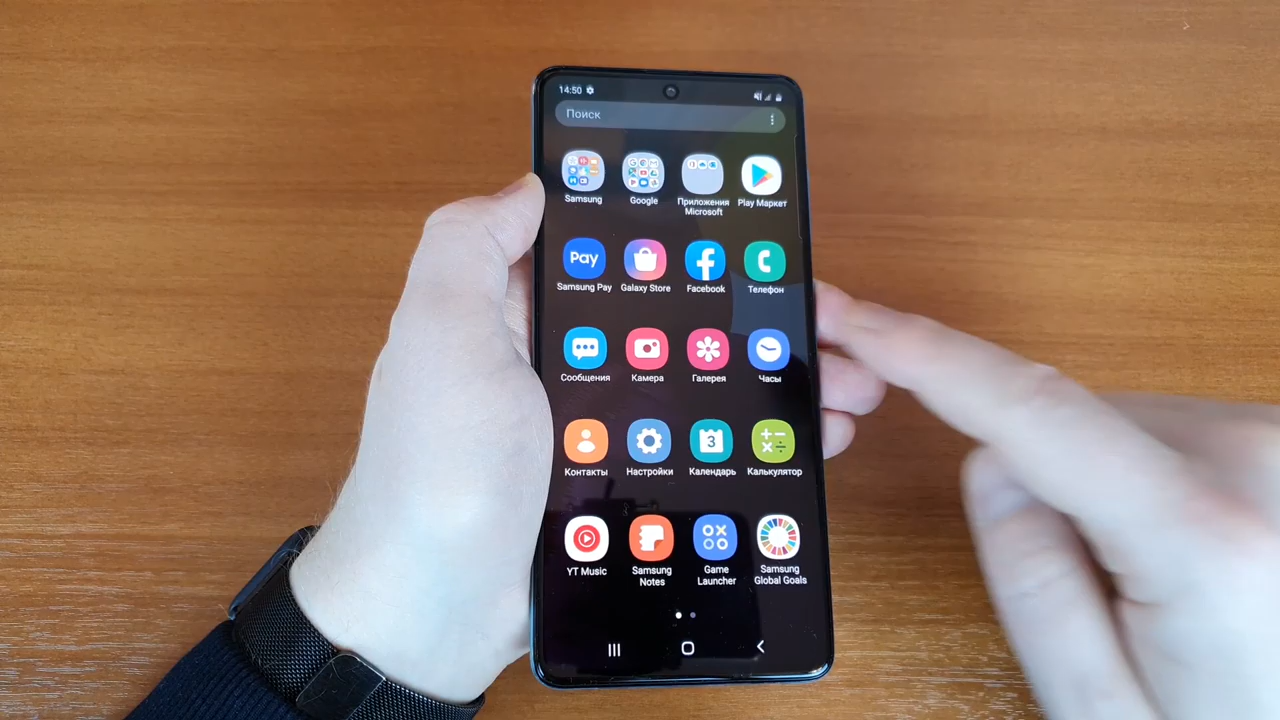 14:50
Поиск
Samsung
Google
Приложения
Microsoft
Play Маркет
Pay
Samsung Pay
Galaxy Store
Facebook
Телефон
Сообщения
Камера
Галерея
Часы
3
Контакты
Настройки
Календарь
Калькулятор
YT Music
Samsung
Notes
Game
Launcher
Samsung
Global Goals